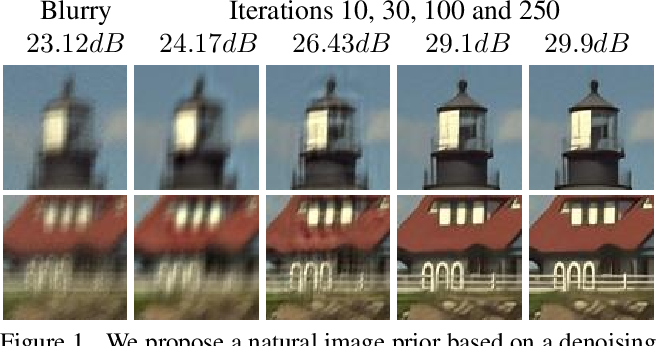 Blurry Iterations 10, 30, 100 and 250
23.12dB 24.17dB 26.43dB 29.1dB 29.9dB
Figure 1. We propose a natural image prior based on a denoising